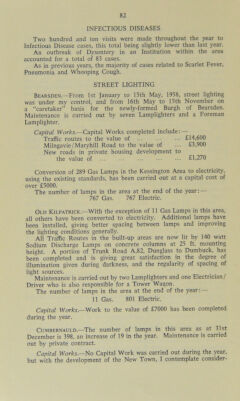 82
INFECTIOUS DISEASES
Two hundred and ten visits were made throughout the year to
Infectious Disease cases, this total being slightly lower than last year.
An outbreak of Dysentery in an Institution within the area
accounted for a total of 83 cases.
As in previous years, the majority of cases related to Scarlet Fever,
Pneumonia and Whooping Cough.
STREET LIGHTING
BEARSDEN.—From 1st January to 15th May, 1958, street lighting
was under my control, and from 16th May to 15th November on
a "caretaker" basis for the newly-formed Burgh of Bearsden.
Maintenance is carried out by seven Lamplighters and a Foreman
Lamplighter.
Capital Works.—Capital Works completed include:—
Traffic routes to the value of ... ... £14,600
Milngavie/Maryhill Road to the value of ... £3,900
New roads in private housing development to
the value of ... ... ... ... £1,270
Conversion of 289 Gas Lamps in the Kessington Area to electricity,
using the existing standards, has been carried out at a capital cost of
over £5000.
The number of lamps in the area at end of the year:—
767 Gas. 767 Electric.
OLD KILPATRICK.—With the exception of 11 Gas Lamps in this area,
all others have been converted to electricity. Additional lamps have
been installed, giving better spacing between lamps and improving
the lighting conditions generally.
All Traffic Routes in the built-up areas are now lit by 140 watt
Sodium Discharge Lamps on concrete columns at 25 ft. mounting
height. A portion of Trunk Road A.82, Dunglass to Dumbuck, has
been completed and is giving great satisfaction in the degree of
illumination given during darkness, and the regularity of spacing of
light sources.
Maintenance is carried out by two Lamplighters and one Electrician/
Driver who is also responsible for a Tower Wagon.
The number of lamps in the area at end of the year:—
11 Gas. 801 Electric.
Capital Works.—Work to the value of £7000 has been completed
during the year.
CUMBERNAULD.—The number of lamps in this area as at 31st
December is 398, an increase of 19 in the year. Maintenance is carried
out by private contract.
Capital Works.—No Capital Work was carried out during the year,
but with the development of the New Town, I contemplate consider-